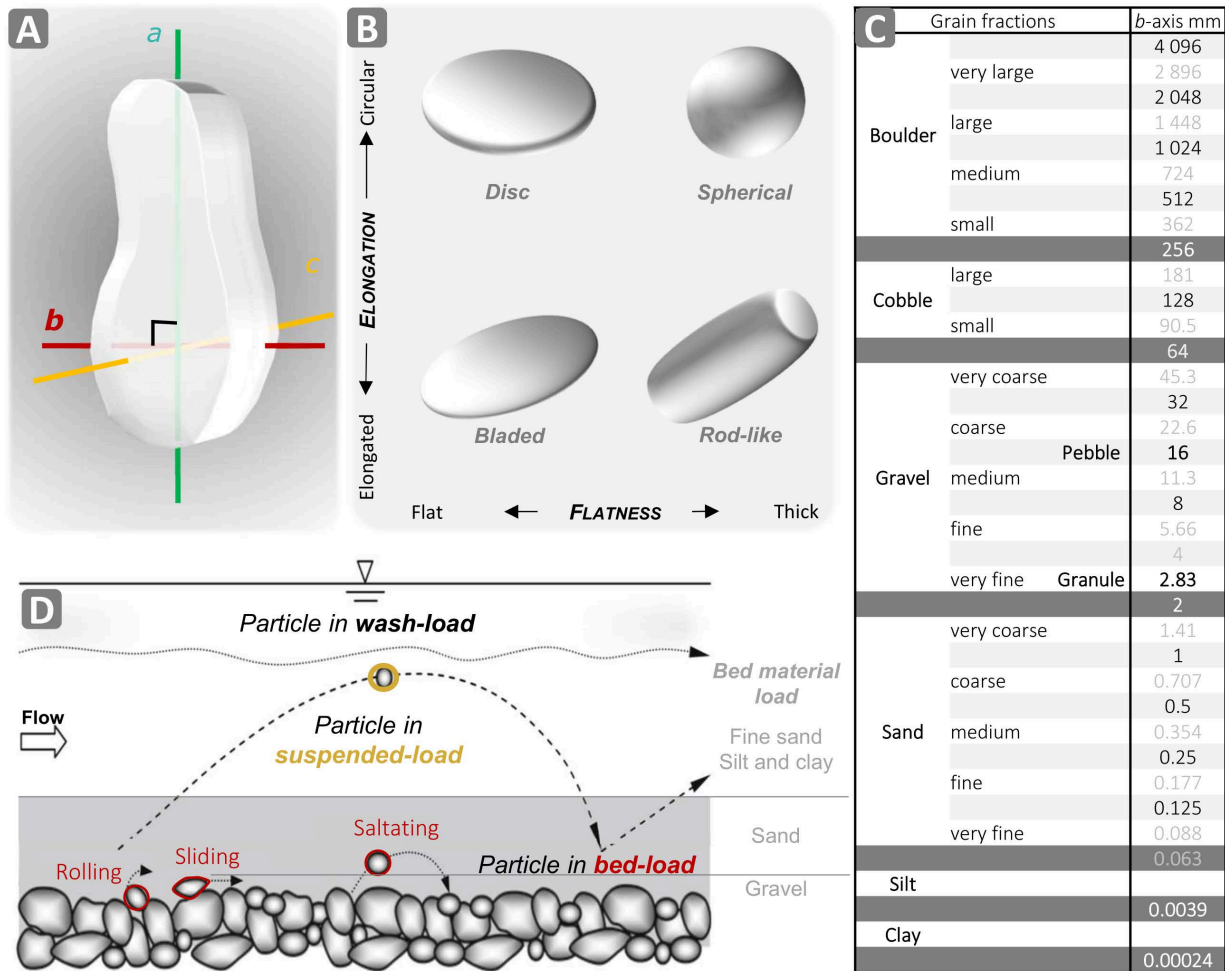 A
a
b
c
B
Circular
ELONGATION
Elongated
Disc
Spherical
Bladed
Rod-like
Flat
FLATNESS
Thick
C
Grain fractions b-axis mm
4 096
very large 2 896
2 048
large 1 448
Boulder 1 024
medium 724
512
small 362
256
large 181
Cobble 128
small 90.5
64
very coarse 45.3
32
coarse 22.6
Pebble 16
Gravel medium 11.3
8
fine 5.66
4
very fine Granule 2.83
2
very coarse 1.41
1
coarse 0.707
0.5
Sand medium 0.354
0.25
fine 0.177
0.125
very fine 0.088
0.063
Silt
0.0039
Clay
0.00024
D
Particle in wash-load
Bed material
load
Flow
Particle in
suspended-load
Fine sand
Silt and clay
Saltating
Sand
Sliding
Rolling
Particle in bed-load
Gravel